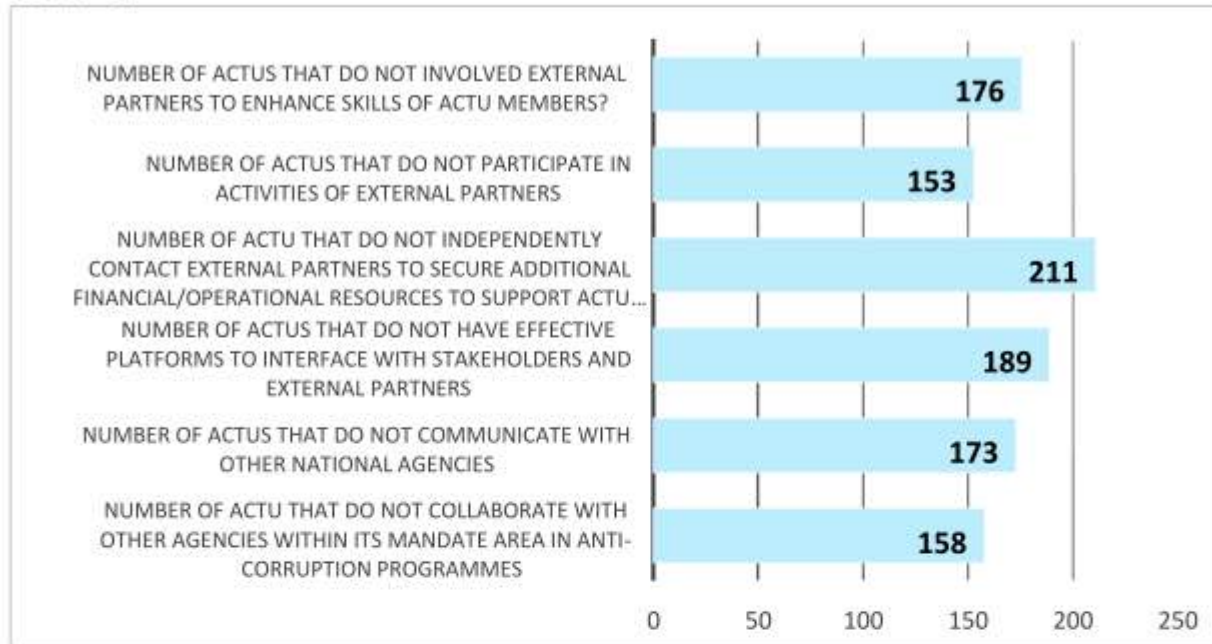 NUMBER OF ACTUS THAT DO NOT INVOLVED EXTERNAL
PARTNERS TO ENHANCE SKILLS OF ACTU MEMBERS?
176
NUMBER OF ACTUS THAT DO NOT PARTICIPATE IN
ACTIVITIES OF EXTERNAL PARTNERS
153
NUMBER OF ACTU THAT DO NOT INDEPENDENTLY
CONTACT EXTERNAL PARTNERS TO SECURE ADDITIONAL
FINANCIAL/OPERATIONAL RESOURCES TO SUPPORT ACTU...
211
NUMBER OF ACTUS THAT DO NOT HAVE EFFECTIVE
PLATFORMS TO INTERFACE WITH STAKEHOLDERS AND
EXTERNAL PARTNERS
189
NUMBER OF ACTUS THAT DO NOT COMMUNICATE WITH
OTHER NATIONAL AGENCIES
173
NUMBER OF ACTU THAT DO NOT COLLABORATE WITH
OTHER AGENCIES WITHIN ITS MANDATE AREA IN ANTI-
CORRUPTION PROGRAMMES
158
0 50 100 150 200 250